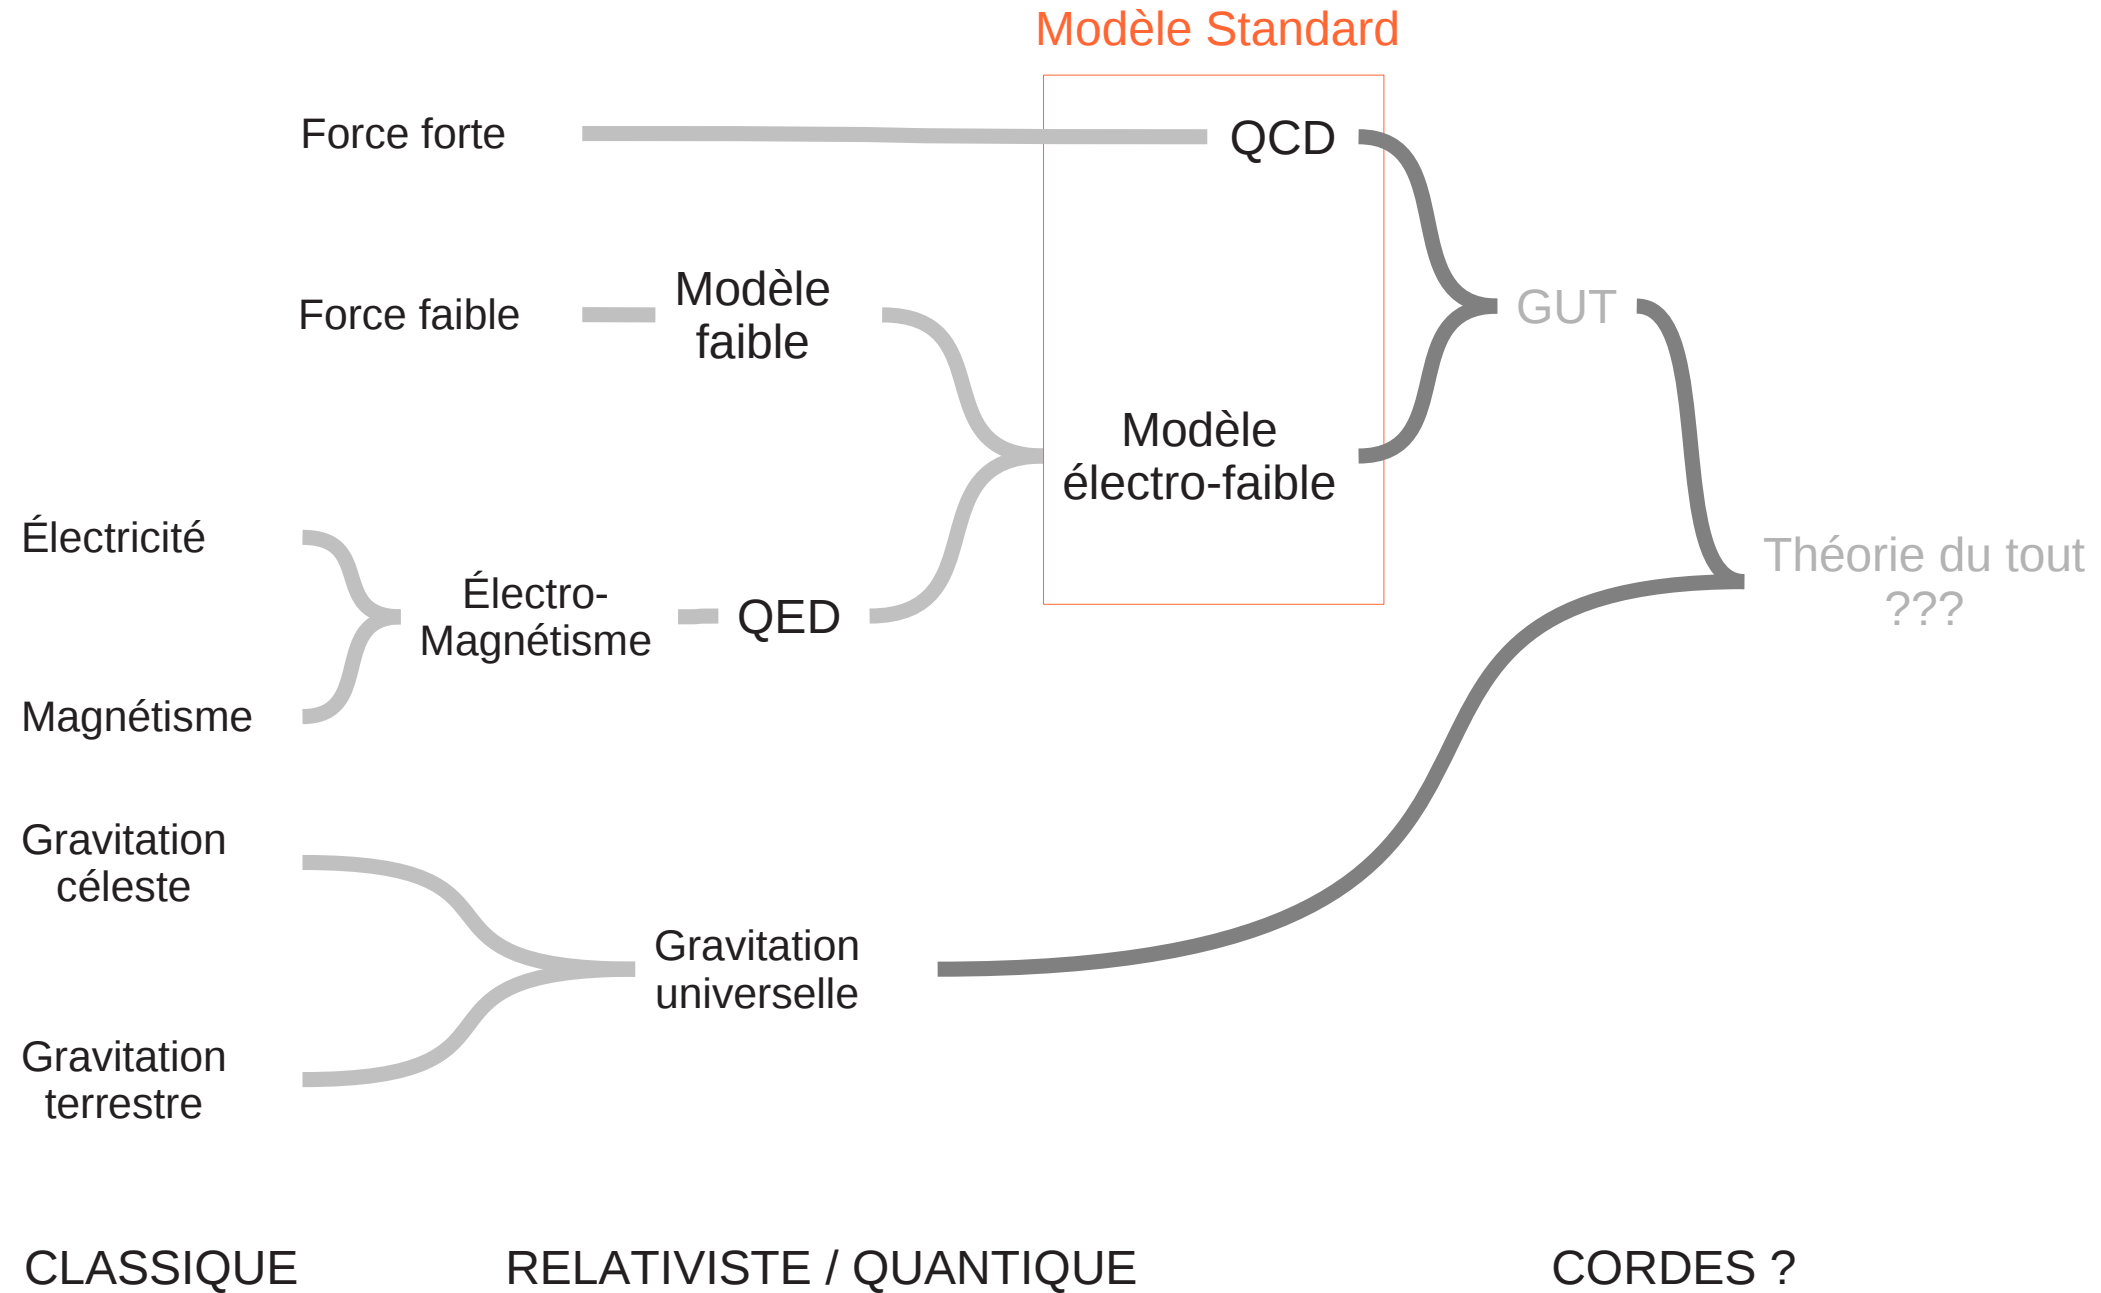 Modèle Standard
Force forte
QCD
Force faible
Modèle
faible
GUT
Modèle
électro-faible
Électricité
Électro-
Magnétisme
QED
Théorie du tout
???
Magnétisme
Gravitation
céleste
Gravitation
universelle
Gravitation
terrestre
CLASSIQUE
RELATIVISTE / QUANTIQUE
CORDES ?